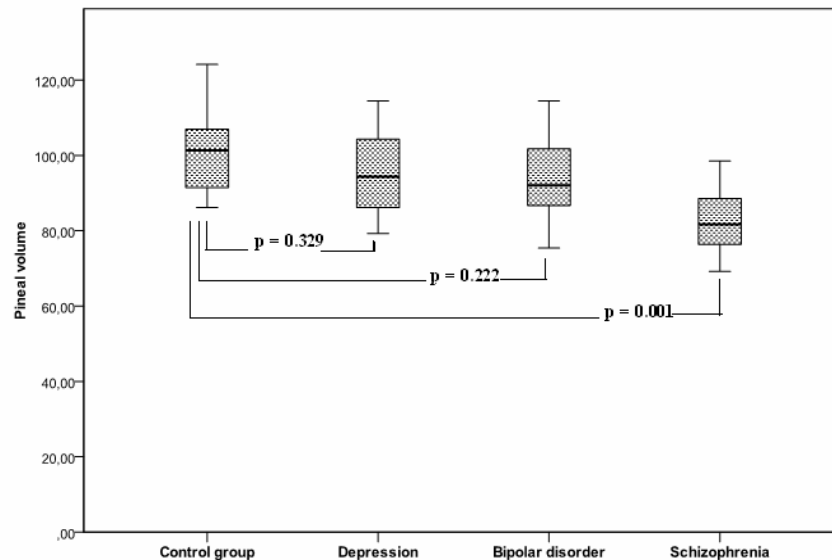 120,00
100,00
80,00
60,00
40,00
20,00
,00
Pineal volume
p = 0.329
p = 0.222
p = 0.001
Control group
Depression
Bipolar disorder
Schizophrenia